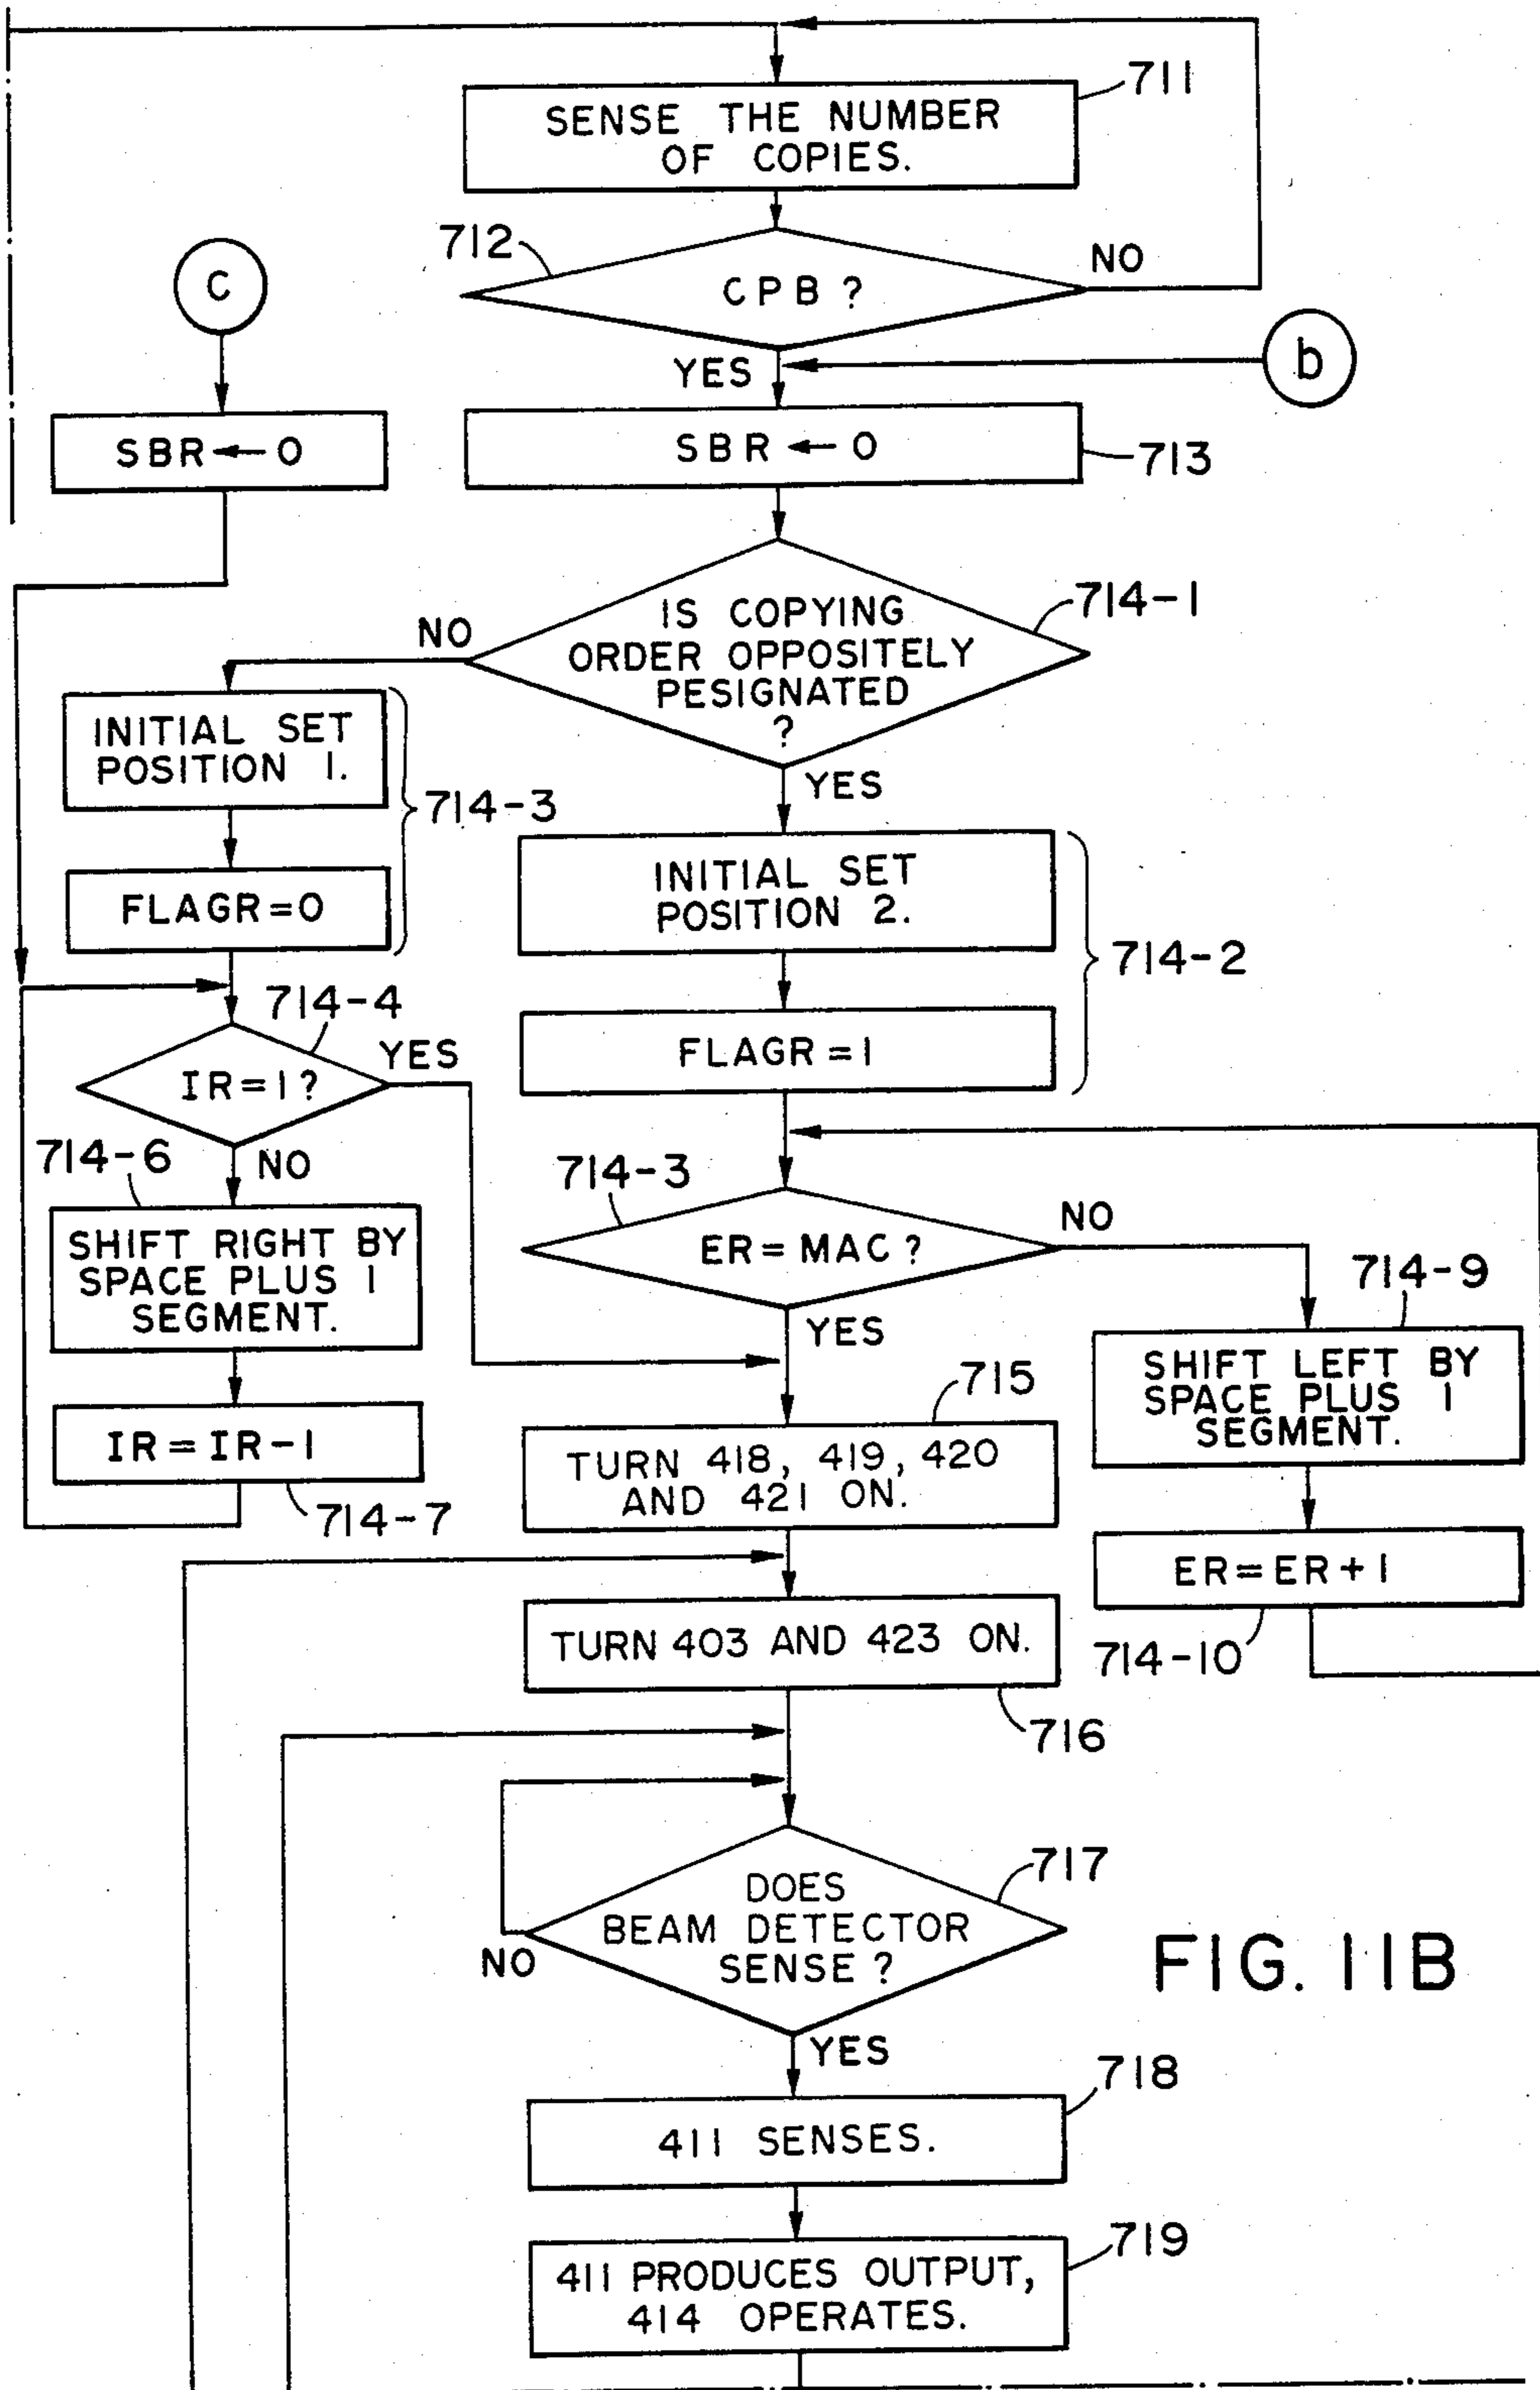 711
SENSE THE NUMBER
OF COPIES.
712
CPB ?
NO
c
b
YES
SBR ← 0
SBR ← 0
713
714-1
IS COPYING
ORDER OPPOSITELY
PESIGNATED
?
NO
YES
INITIAL SET
POSITION 1.
714-3
FLAGR=0
INITIAL SET
POSITION 2.
714-2
FLAGR=1
714-4
IR=1?
YES
NO
714-6
SHIFT RIGHT BY
SPACE PLUS 1
SEGMENT.
IR=IR-1
714-7
714-3
ER=MAC ?
NO
YES
714-9
SHIFT LEFT BY
SPACE PLUS 1
SEGMENT.
ER=ER+1
714-10
715
TURN 418, 419, 420
AND 421 ON.
TURN 403 AND 423 ON.
716
717
DOES
BEAM DETECTOR
SENSE ?
NO
YES
FIG. 11B
718
411 SENSES.
719
411 PRODUCES OUTPUT,
414 OPERATES.